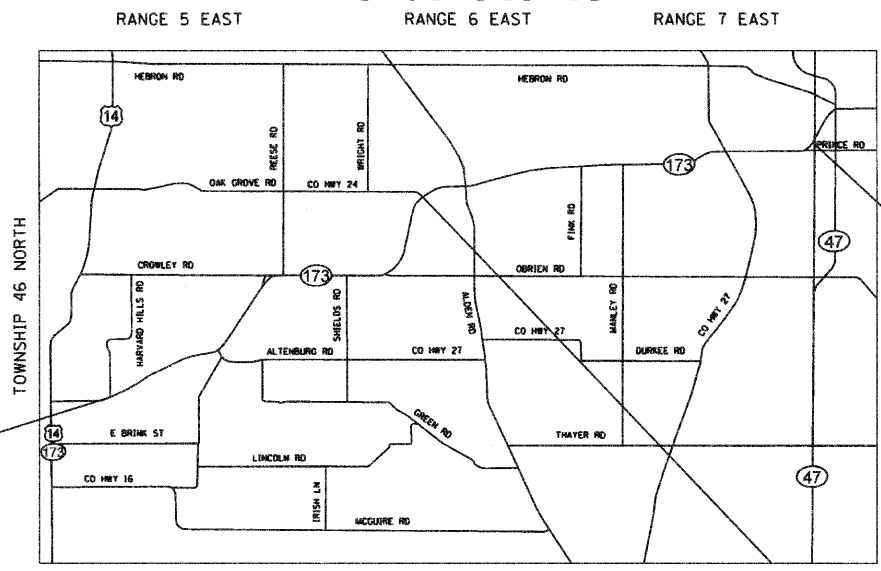 RANGE 5 EAST
RANGE 6 EAST
RANGE 7 EAST
HEBRON RD
HEBRON RD
14
REESE RD
WRIGHT RD
PRINCE RD
173
OAK GROVE RD
CO HWY 24
FINK RD
47
TOWNSHIP 46 NORTH
CROWLEY RD
173
OBRIEN RD
HARVARD HILLS RD
SHIELDS RD
ALDEN RD
MANLEY RD
CO HWY 27
CO HWY 27
ALTENBURG RD
CO HWY 27
DURKEE RD
GREEN RD
14
E BRINK ST
THAYER RD
173
LINCOLN RD
CO HWY 16
IRISH LN
47
MCGUIRE RD